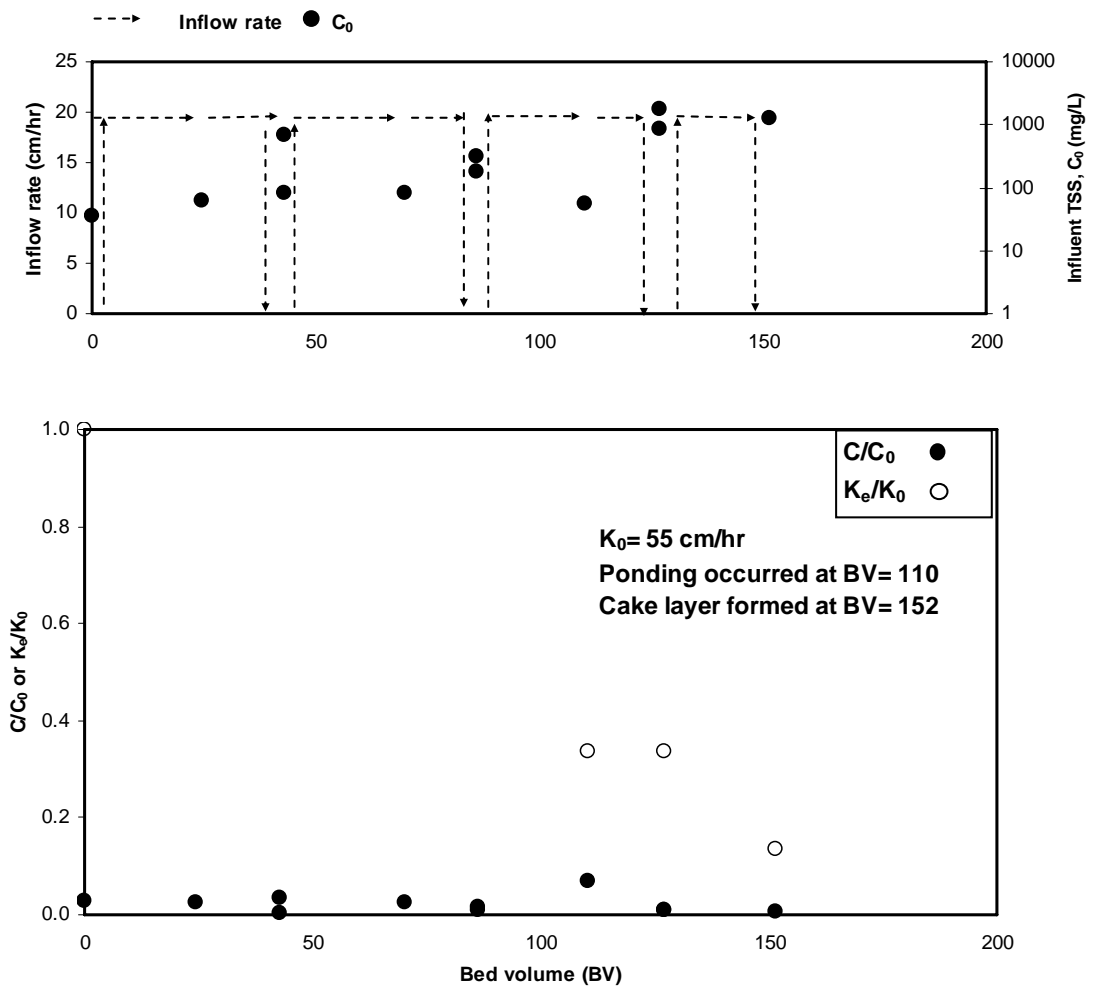 Inflow rate C₀
25
20
15
10
5
0
Inflow rate (cm/hr)
10000
1000
100
10
1
Influent TSS, C₀ (mg/L)
0 50 100 150 200
1.0
0.8
0.6
0.4
0.2
0.0
C/C₀ or Kₑ/K₀
C/C₀
Kₑ/K₀
K₀= 55 cm/hr
Ponding occurred at BV= 110
Cake layer formed at BV= 152
0 50 100 150 200
Bed volume (BV)